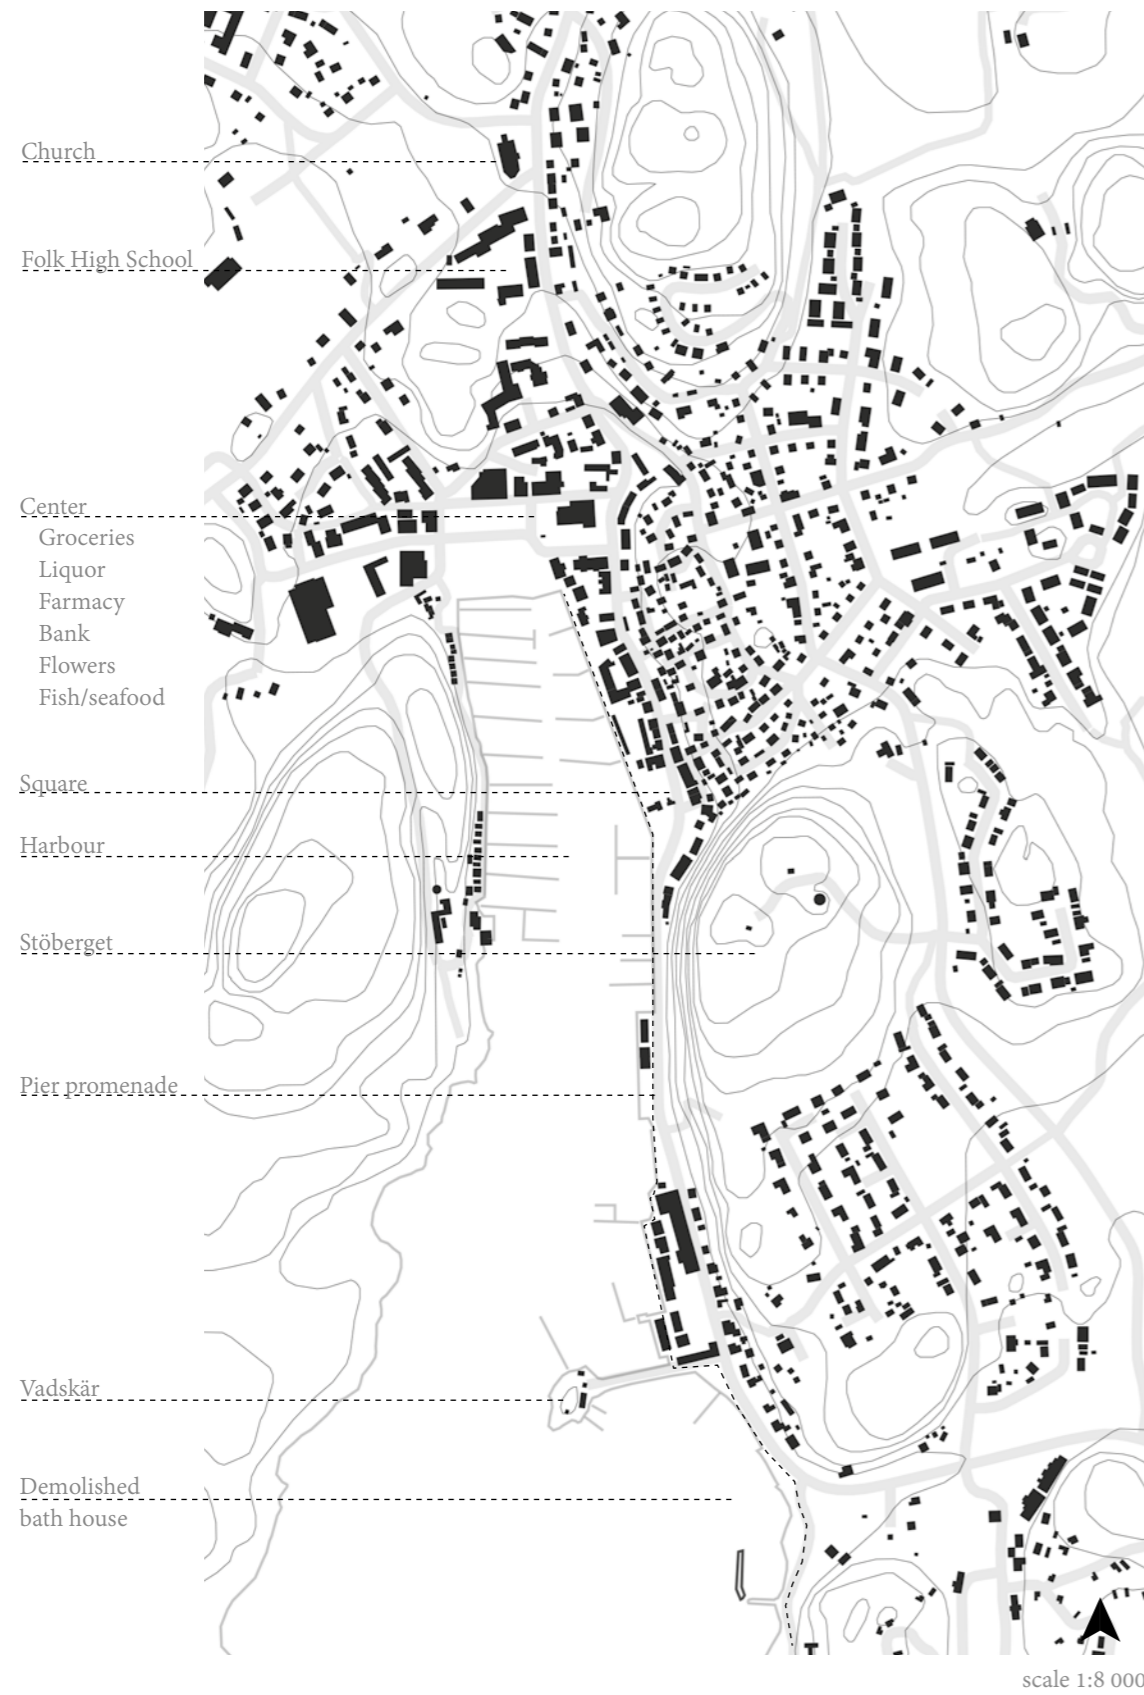 Church
Folk High School
Center
Groceries
Liquor
Farmacy
Bank
Flowers
Fish/seafood
Square
Harbour
Stöberget
Pier promenade
Vadskär
Demolished
bath house
scale 1:8 000